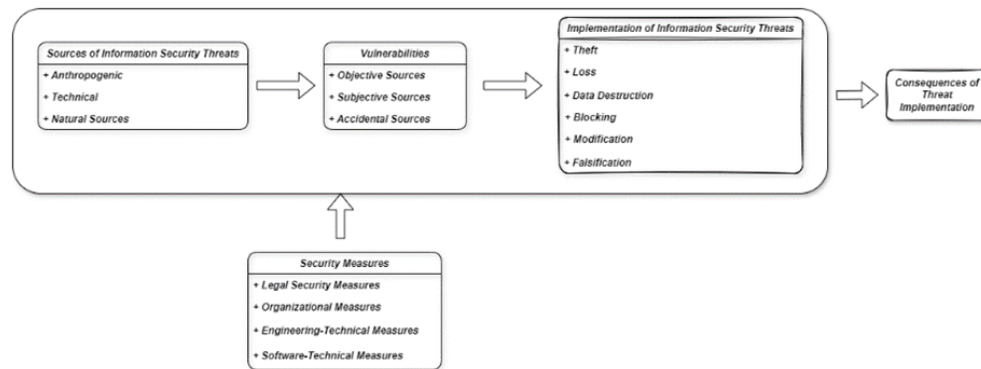 Sources of Information Security Threats
+ Anthropogenic
+ Technical
+ Natural Sources
Vulnerabilities
+ Objective Sources
+ Subjective Sources
+ Accidental Sources
Implementation of Information Security Threats
+ Theft
+ Loss
+ Data Destruction
+ Blocking
+ Modification
+ Falsification
Consequences of
Threat
Implementation
Security Measures
+ Legal Security Measures
+ Organizational Measures
+ Engineering-Technical Measures
+ Software-Technical Measures